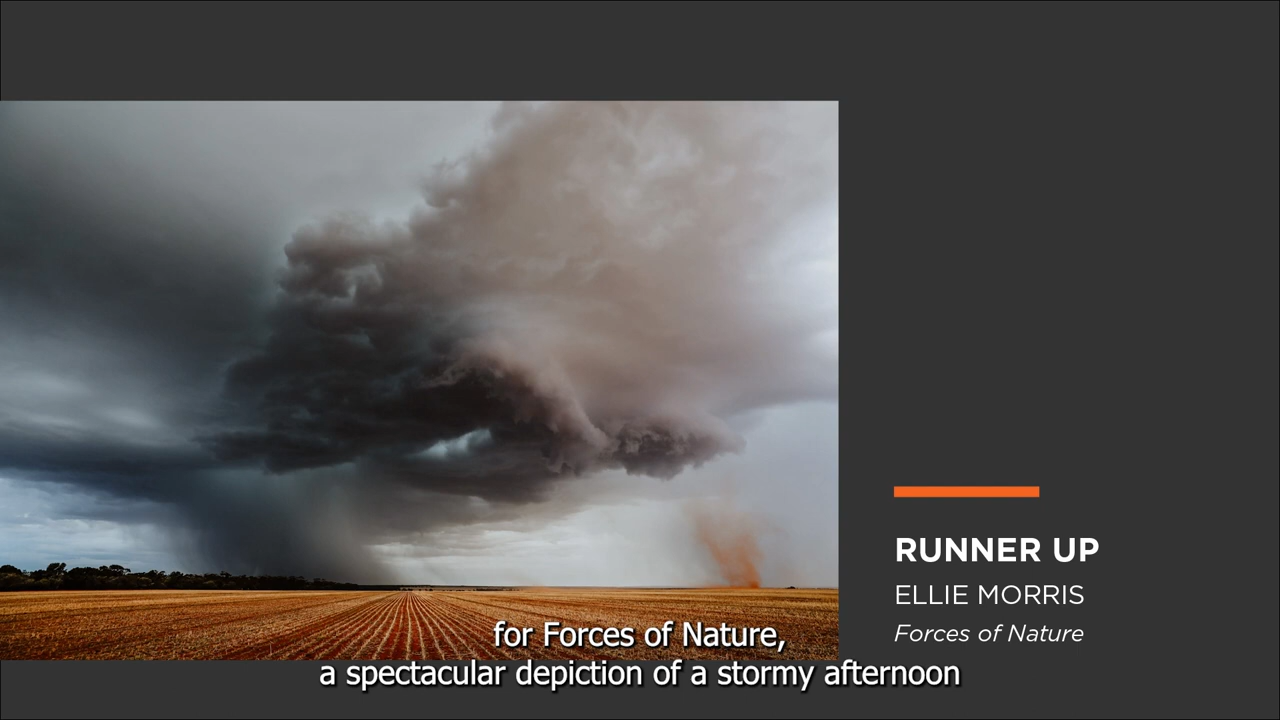 RUNNER UP
ELLIE MORRIS
Forces of Nature
for Forces of Nature,
a spectacular depiction of a stormy afternoon